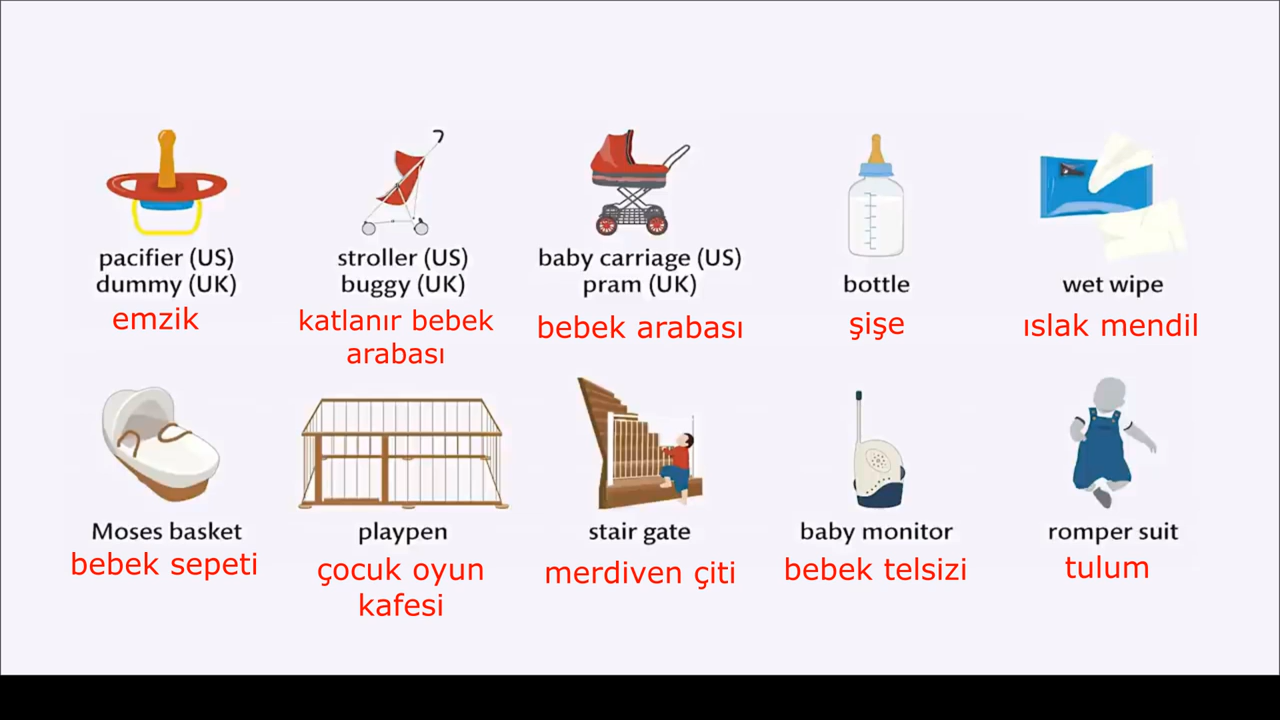 pacifier (US)
dummy (UK)
emzik
stroller (US)
buggy (UK)
katlanır bebek
arabası
baby carriage (US)
pram (UK)
bebek arabası
bottle
şişe
wet wipe
ıslak mendil
Moses basket
bebek sepeti
playpen
çocuk oyun
kafesi
stair gate
merdiven çiti
baby monitor
bebek telsizi
romper suit
tulum